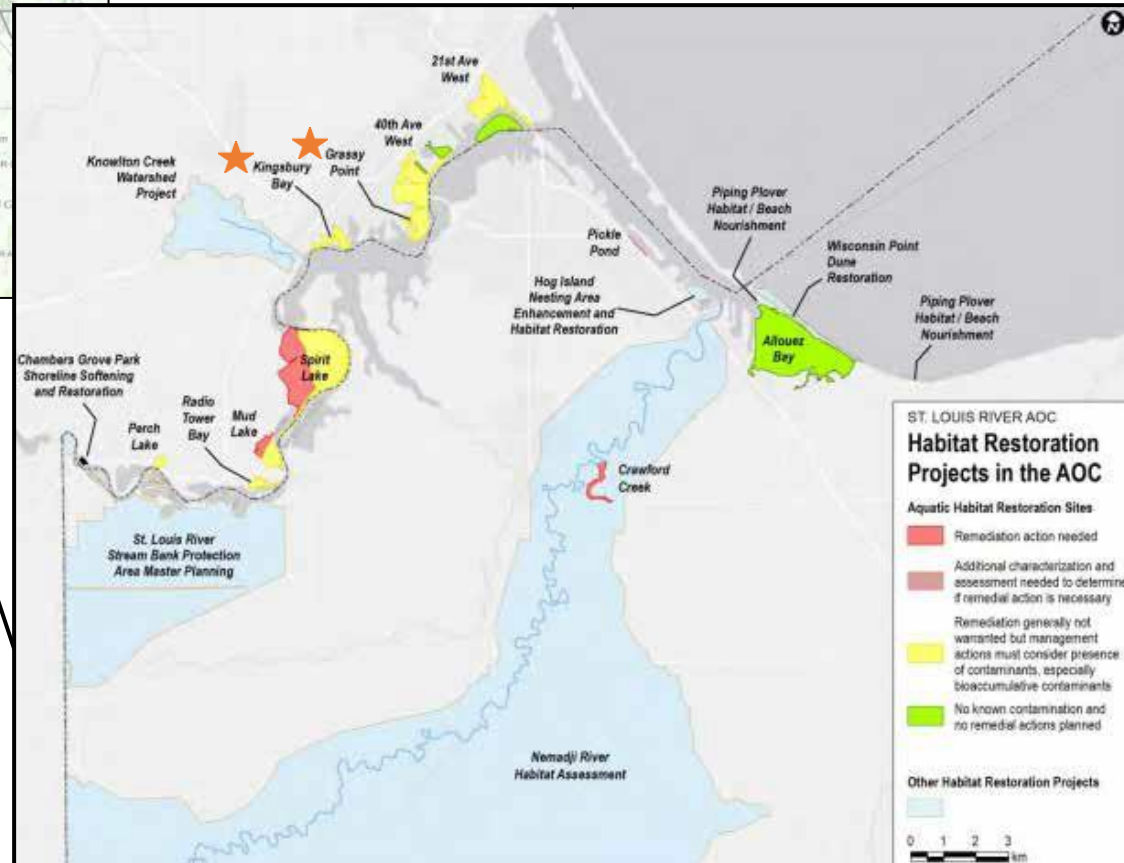 21st Ave
West
40th Ave
West
Knowlton Creek
Watershed
Project
Kingsbury
Bay
Grassy
Point
Piping Plover
Habitat / Beach
Nourishment
Pickle
Pond
Wisconsin Point
Dune
Restoration
Hog Island
Nesting Area
Enhancement and
Habitat Restoration
Piping Plover
Habitat / Beach
Nourishment
Allouez
Bay
Chambers Grove Park
Shoreline Softening
and Restoration
Spirit
Lake
Radio
Tower
Bay
Mud
Lake
Perch
Lake
Crawford
Creek
St. Louis River
Stream Bank Protection
Area Master Planning
Nemadji River
Habitat Assessment
ST. LOUIS RIVER AOC
Habitat Restoration
Projects in the AOC
Aquatic Habitat Restoration Sites
Remediation action needed
Additional characterization and
assessment needed to determine
if remedial action is necessary
Remediation generally not
warranted but management
actions must consider presence
of contaminants, especially
bioaccumulative contaminants
No known contamination and
no remedial actions planned
Other Habitat Restoration Projects
0 1 2 3
km